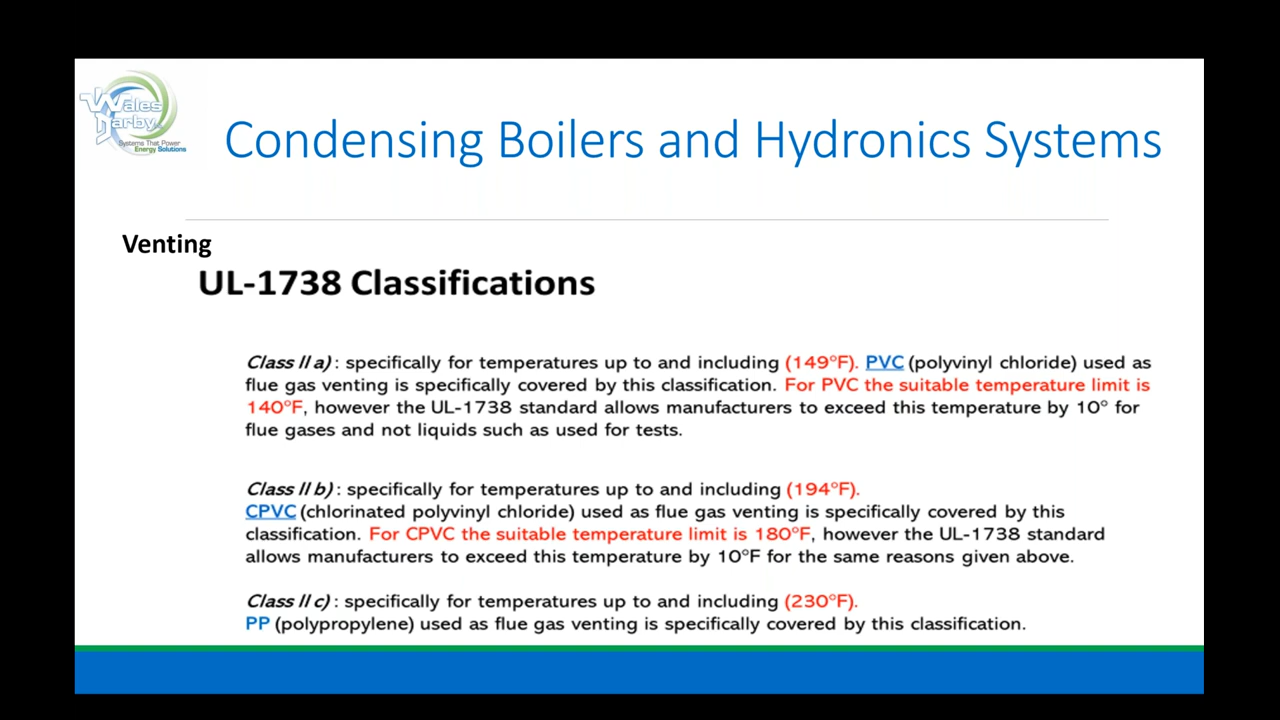 Wales
Darby
Systems That Power
Energy Solutions
Condensing Boilers and Hydronics Systems
Venting
UL-1738 Classifications
Class II a) : specifically for temperatures up to and including (149°F). PVC (polyvinyl chloride) used as
flue gas venting is specifically covered by this classification. For PVC the suitable temperature limit is
140°F, however the UL-1738 standard allows manufacturers to exceed this temperature by 10° for
flue gases and not liquids such as used for tests.
Class II b) : specifically for temperatures up to and including (194°F).
CPVC (chlorinated polyvinyl chloride) used as flue gas venting is specifically covered by this
classification. For CPVC the suitable temperature limit is 180°F, however the UL-1738 standard
allows manufacturers to exceed this temperature by 10°F for the same reasons given above.
Class II c) : specifically for temperatures up to and including (230°F).
PP (polypropylene) used as flue gas venting is specifically covered by this classification.